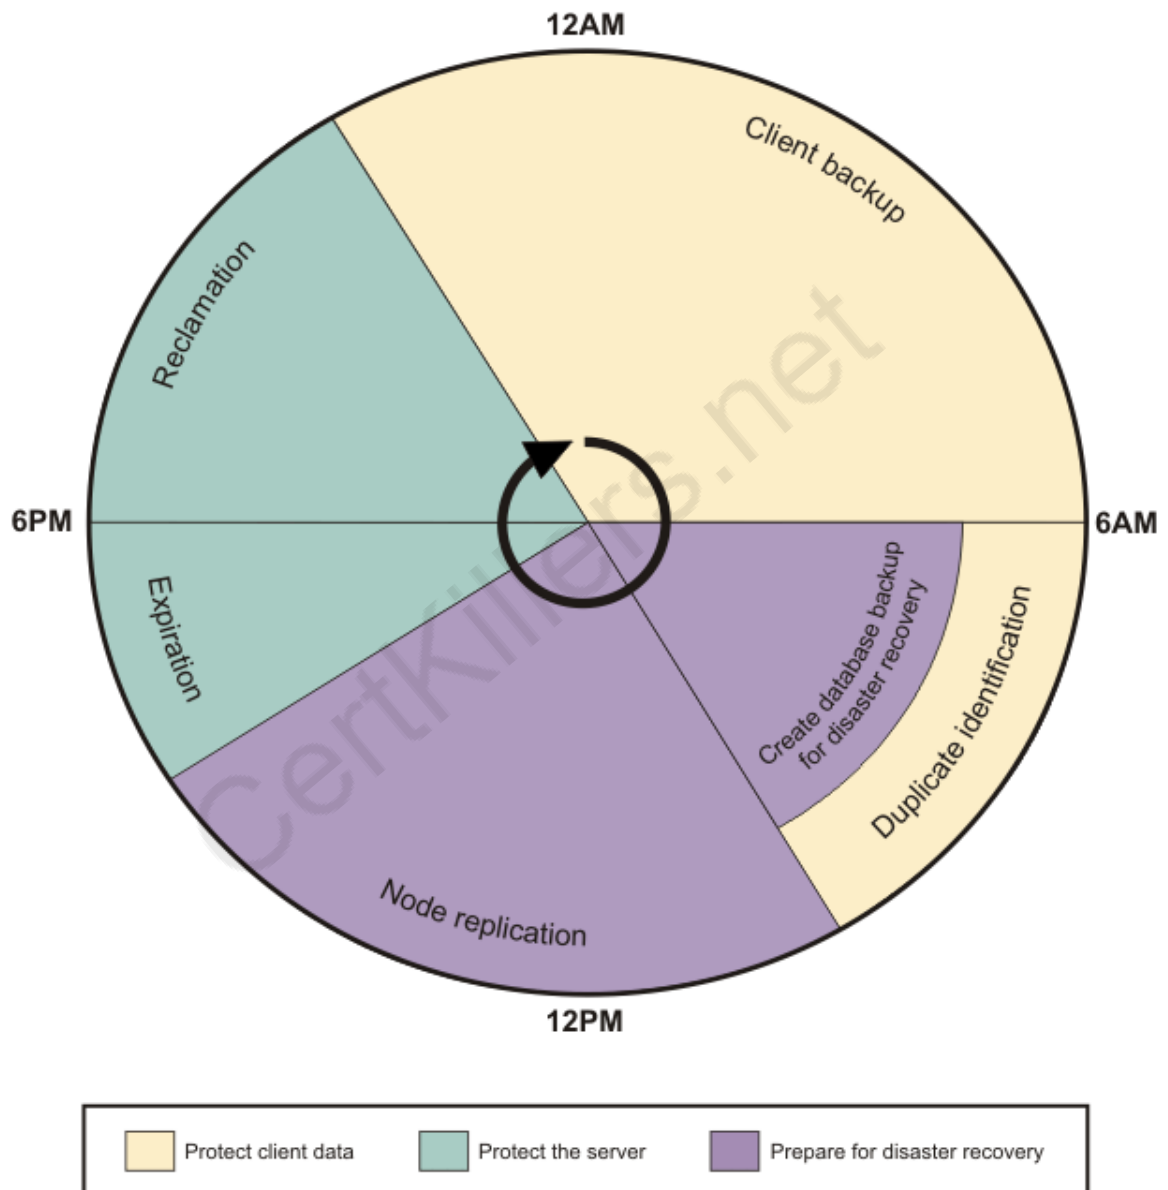 12AM
Client backup
Reclamation
6PM
6AM
Expiration
Create database backup
for disaster recovery
Duplicate identification
Node replication
12PM
CertKillers.net
Protect client data
Protect the server
Prepare for disaster recovery